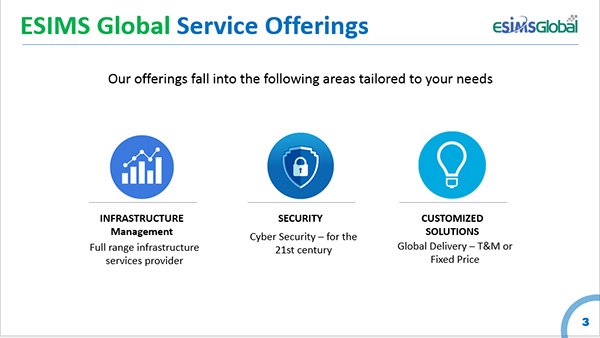 ESIMS Global Service Offerings
ESIMSGlobal
Our offerings fall into the following areas tailored to your needs
INFRASTRUCTURE
Management
Full range infrastructure
services provider
SECURITY
Cyber Security – for the
21st century
CUSTOMIZED
SOLUTIONS
Global Delivery – T&M or
Fixed Price
3